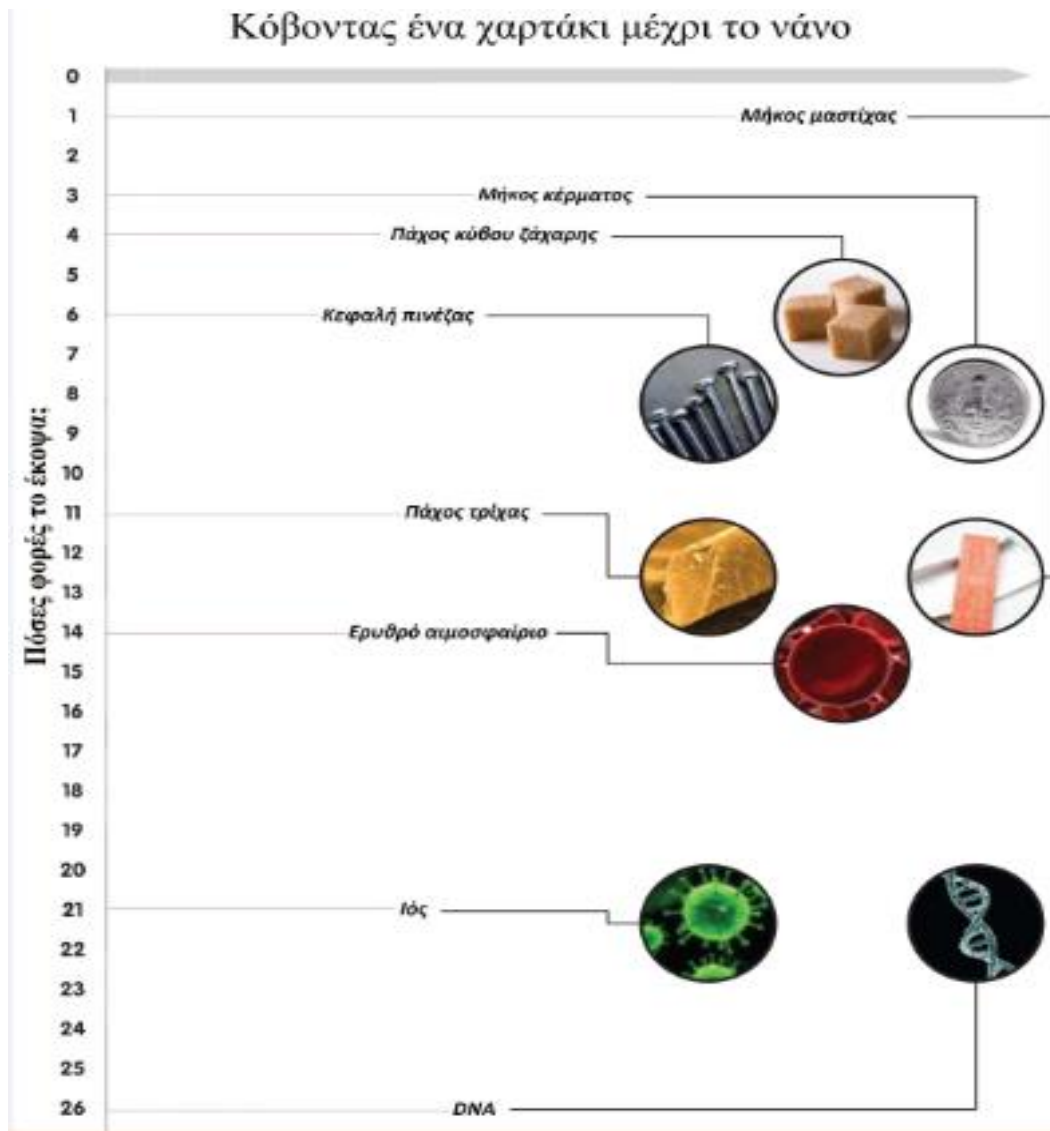 Κόβοντας ένα χαρτάκι μέχρι το νάνο
Πόσες φορές το έκοψα;
0
1
Μήκος μαστίχας
2
3
Μήκος κέρματος
4
Πάχος κύβου ζάχαρης
5
6
Κεφαλή πινέζας
7
8
9
10
11
Πάχος τρίχας
12
13
14
Ερυθρό αιμοσφαίριο
15
16
17
18
19
20
21
Ιός
22
23
24
25
26
DNA